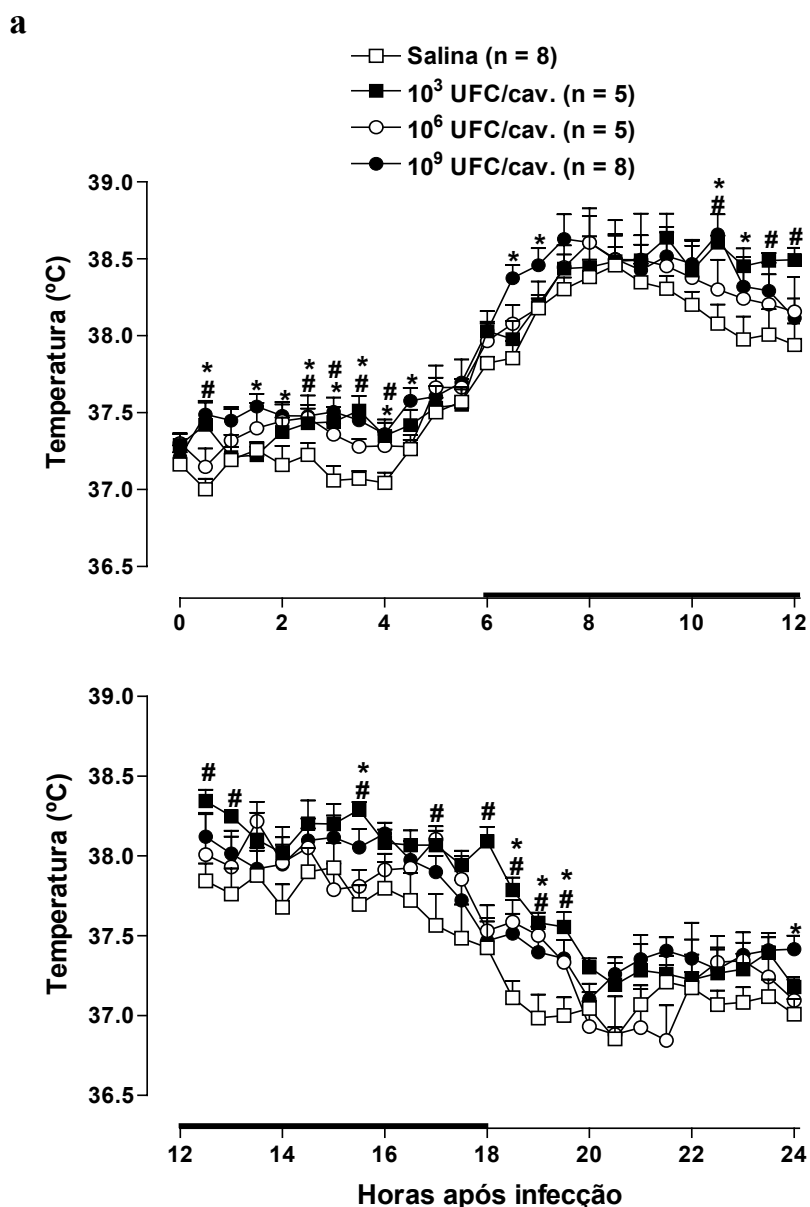 a
Salina (n = 8)
10³ UFC/cav. (n = 5)
10⁶ UFC/cav. (n = 5)
10⁹ UFC/cav. (n = 8)
39.0
38.5
38.0
37.5
37.0
36.5
Temperatura (ºC)
* # * * * # # * * # # * * * * * # * # #
0 2 4 6 8 10 12
39.0
38.5
38.0
37.5
37.0
36.5
Temperatura (ºC)
# # * # # # * # * # * # *
12 14 16 18 20 22 24
Horas após infecção